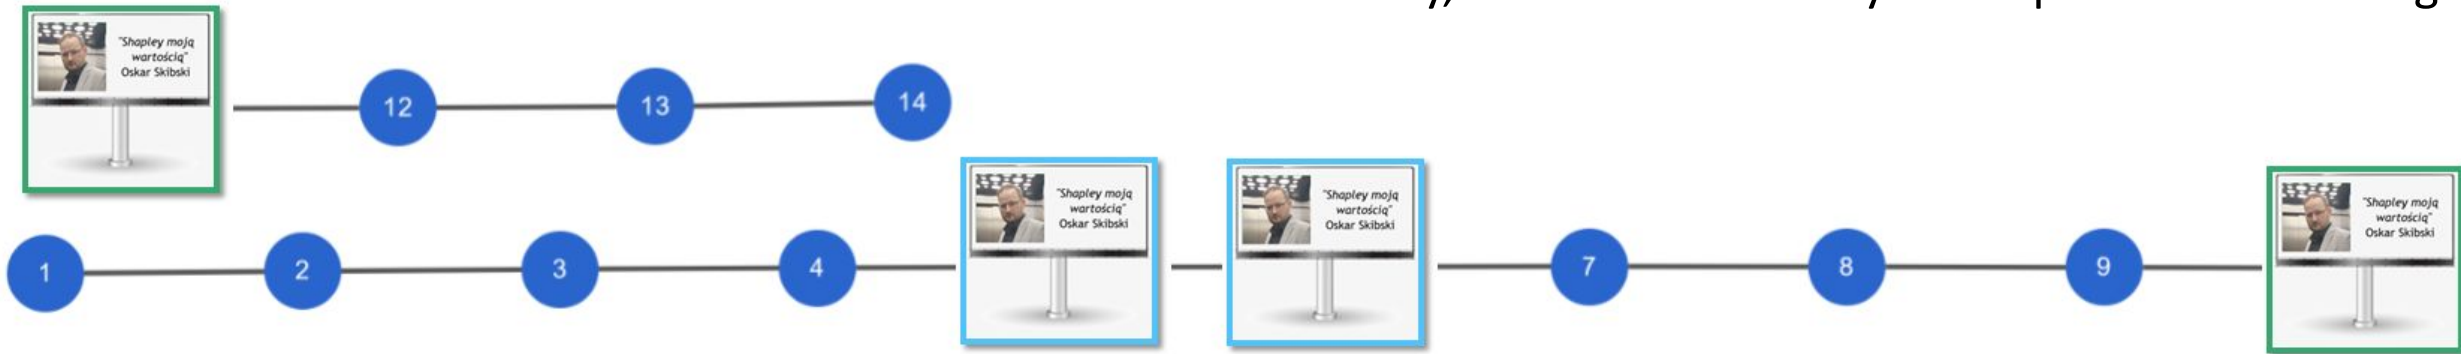 "Shapley moją
wartością"
Oskar Skibski
12
13
14
1
2
3
4
"Shapley moją
wartością"
Oskar Skibski
"Shapley moją
wartością"
Oskar Skibski
7
8
9
"Shapley moją
wartością"
Oskar Skibski